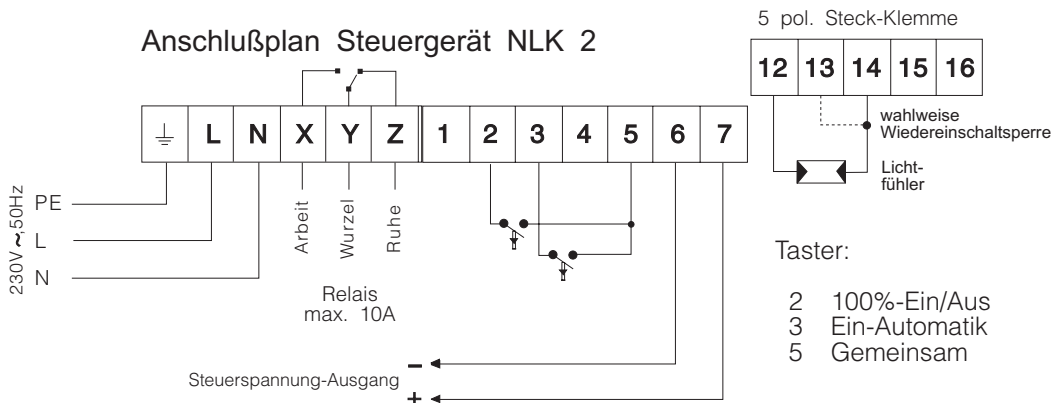 5 pol. Steck-Klemme
Anschlußplan Steuergerät NLK 2
12 13 14 15 16
L N X Y Z 1 2 3 4 5 6 7
wahlweise
Wiedereinschaltsperre
Licht-
fühler
230V ~,50Hz
PE
L
N
Arbeit
Wurzel
Ruhe
Relais
max. 10A
Taster:
2 100%-Ein/Aus
3 Ein-Automatik
5 Gemeinsam
Steuerspannung-Ausgang
-
+